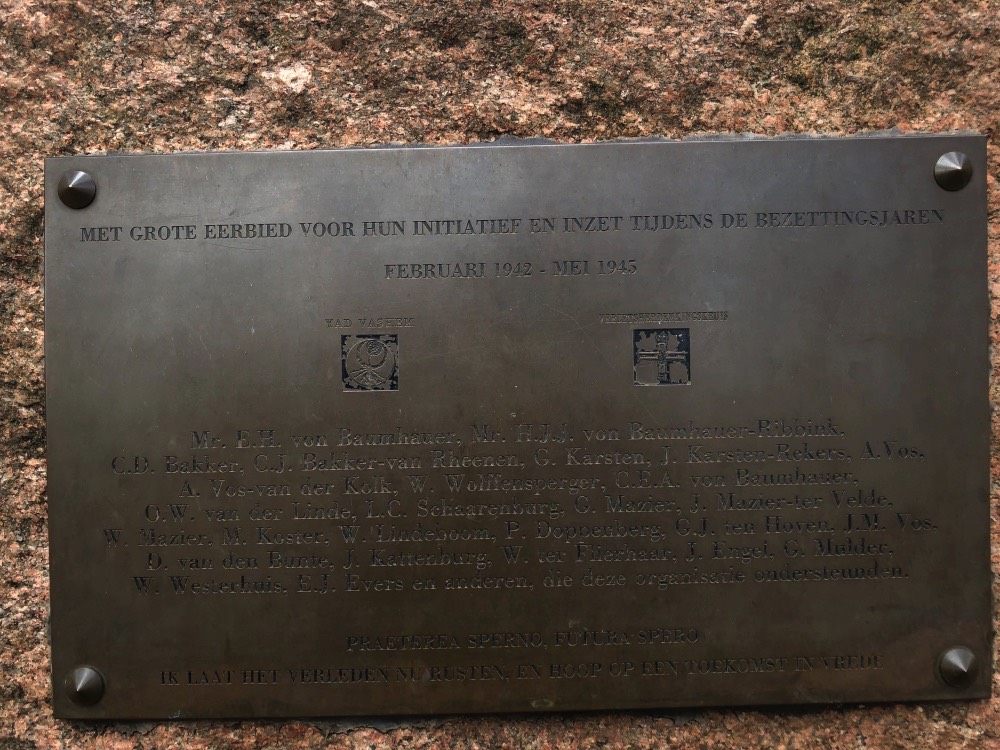 MET GROTE EERBIED VOOR HUN INITIATIEF EN INZET TIJDENS DE BEZETTINGSJAREN
FEBRUARI 1942 - MEI 1945
YAD VASHEM
VERZETSHERDENKINGSKRUIS
Mr. E.H. von Baumhauer, Mr. H.J.J. von Baumhauer-Ribbink,
C.D. Bakker, C.J. Bakker-van Rheenen, G. Karsten, J. Karsten-Rekers, A.Vos,
A. Vos-van der Kolk, W. Wolffensperger, C.E.A. von Baumhauer,
O.W. van der Linde, L.C. Schaarenburg, G. Mazier, J. Mazier-ter Velde,
W. Mazier, M. Koster, W. Lindeboom, P. Doppenberg, G.J. ten Hoven, J.M. Vos,
D. van den Bunte, J. Kattenburg, W. ter Flierhaar, J. Engel, G. Mulder,
W. Westerhuis, E.J. Evers en anderen, die deze organisatie ondersteunden.
PRAETEREA SPERNO, FUTURA SPERO
IK LAAT HET VERLEDEN NU RUSTEN, EN HOOP OP EEN TOEKOMST IN VREDE